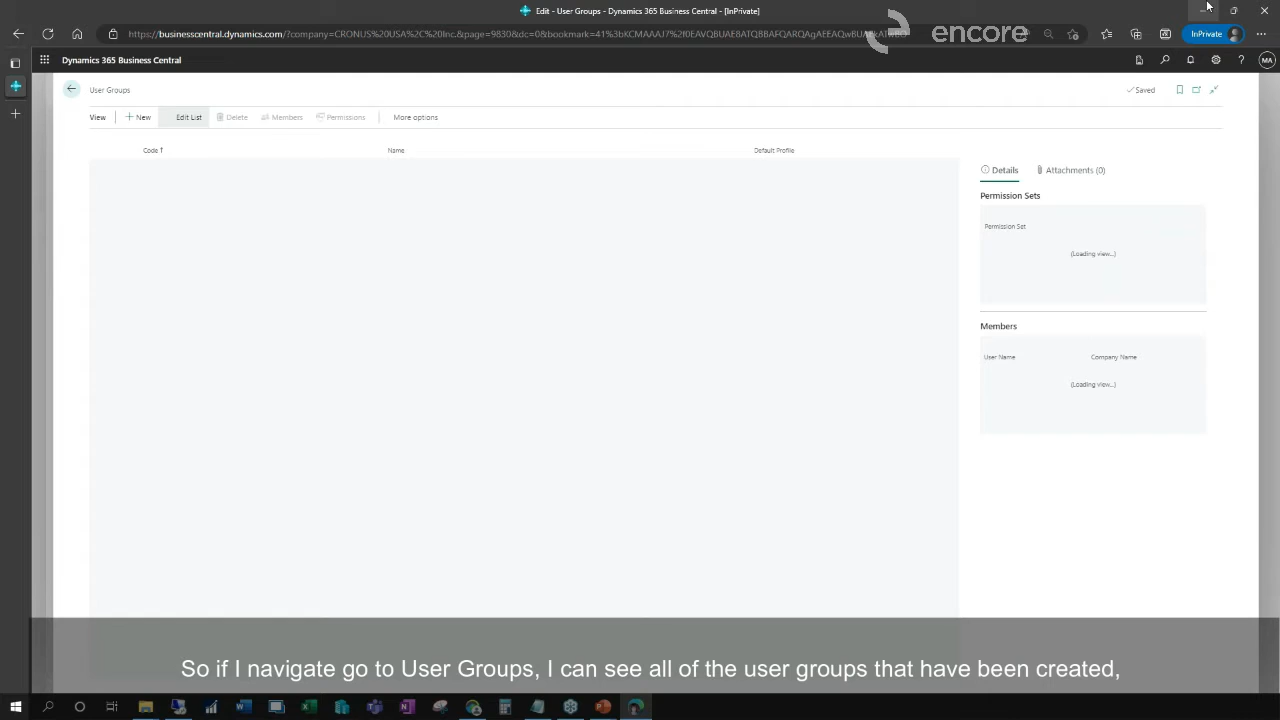 Edit - User Groups - Dynamics 365 Business Central - [InPrivate]
encore
InPrivate
Dynamics 365 Business Central
MA
User Groups
Saved
View
New
Edit List
Delete
Members
Permissions
More options
Code
Name
Default Profile
Details
Attachments (0)
Permission Sets
Permission Set
(Loading view...)
Members
User Name
Company Name
(Loading view...)
So if I navigate go to User Groups, I can see all of the user groups that have been created,